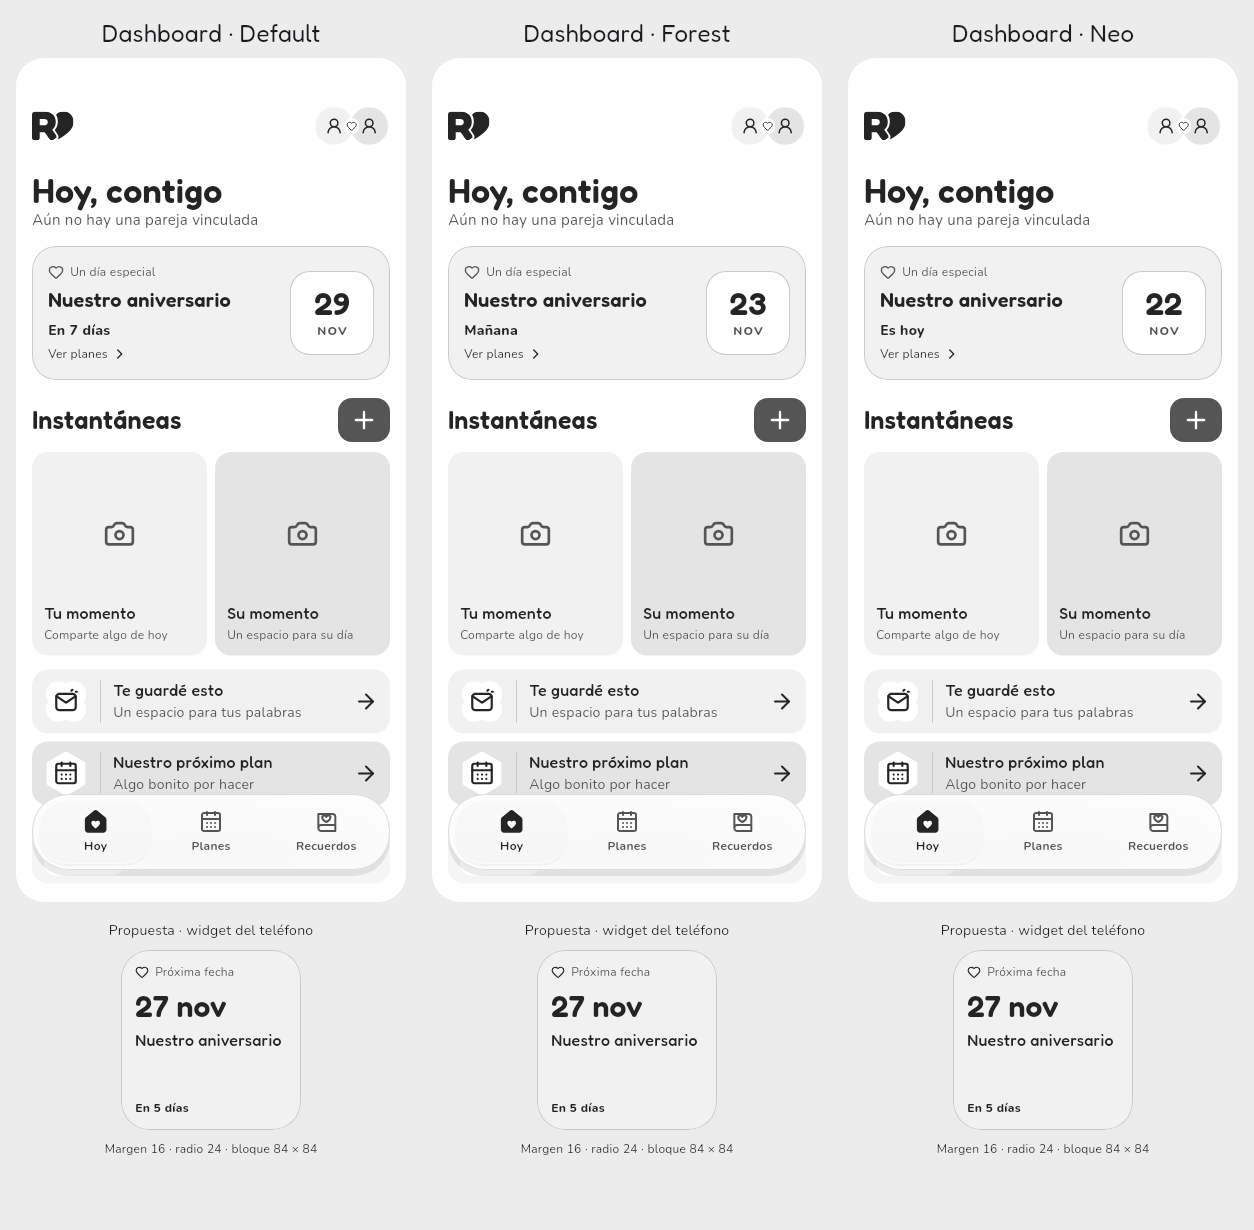 Dashboard · Default
R
Hoy, contigo
Aún no hay una pareja vinculada
Un día especial
Nuestro aniversario
En 7 días
Ver planes
29
NOV
Instantáneas
Tu momento
Comparte algo de hoy
Su momento
Un espacio para su día
Te guardé esto
Un espacio para tus palabras
Nuestro próximo plan
Algo bonito por hacer
Hoy
Planes
Recuerdos
Propuesta · widget del teléfono
Próxima fecha
27 nov
Nuestro aniversario
En 5 días
Margen 16 · radio 24 · bloque 84 × 84
Dashboard · Forest
R
Hoy, contigo
Aún no hay una pareja vinculada
Un día especial
Nuestro aniversario
Mañana
Ver planes
23
NOV
Instantáneas
Tu momento
Comparte algo de hoy
Su momento
Un espacio para su día
Te guardé esto
Un espacio para tus palabras
Nuestro próximo plan
Algo bonito por hacer
Hoy
Planes
Recuerdos
Propuesta · widget del teléfono
Próxima fecha
27 nov
Nuestro aniversario
En 5 días
Margen 16 · radio 24 · bloque 84 × 84
Dashboard · Neo
R
Hoy, contigo
Aún no hay una pareja vinculada
Un día especial
Nuestro aniversario
Es hoy
Ver planes
22
NOV
Instantáneas
Tu momento
Comparte algo de hoy
Su momento
Un espacio para su día
Te guardé esto
Un espacio para tus palabras
Nuestro próximo plan
Algo bonito por hacer
Hoy
Planes
Recuerdos
Propuesta · widget del teléfono
Próxima fecha
27 nov
Nuestro aniversario
En 5 días
Margen 16 · radio 24 · bloque 84 × 84